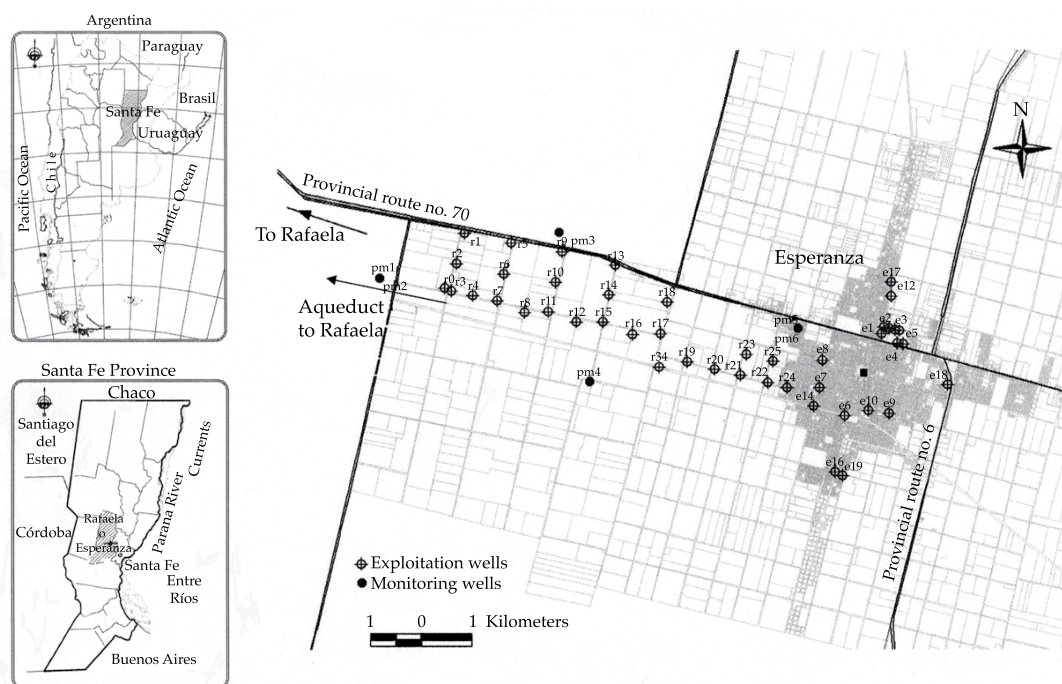 Argentina
Paraguay
Brasil
Santa Fe
Uruaguay
Chile
Pacific Ocean
Atlantic Ocean
Santa Fe Province
Chaco
Santiago
del
Estero
Currents
Parana River
Córdoba
Rafaela
Esperanza
Santa Fe
Entre
Ríos
Buenos Aires
N
Provincial route no. 70
To Rafaela
Aqueduct
to Rafaela
Esperanza
Provincial route no. 6
r1
r5
r9
pm3
r13
r2
r6
r10
pm1
pm2
r0
r3
r4
r7
r14
r18
r8
r11
r12
r15
r16
r17
r34
r19
r20
r21
r23
r25
r22
r24
pm4
pm5
pm6
e17
e12
e1
e2
e3
e5
e4
e8
e7
e14
e6
e10
e9
e18
e16
e19
Exploitation wells
Monitoring wells
1 0 1 Kilometers